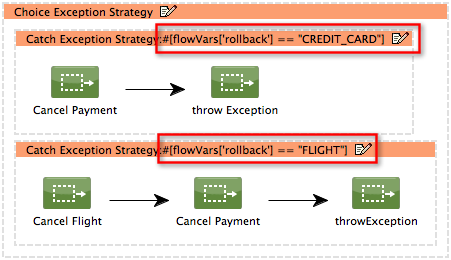 Choice Exception Strategy
Catch Exception Strategy:#[flowVars['rollback'] == "CREDIT_CARD"]
Cancel Payment throw Exception
Catch Exception Strategy:#[flowVars['rollback'] == "FLIGHT"]
Cancel Flight Cancel Payment throwException